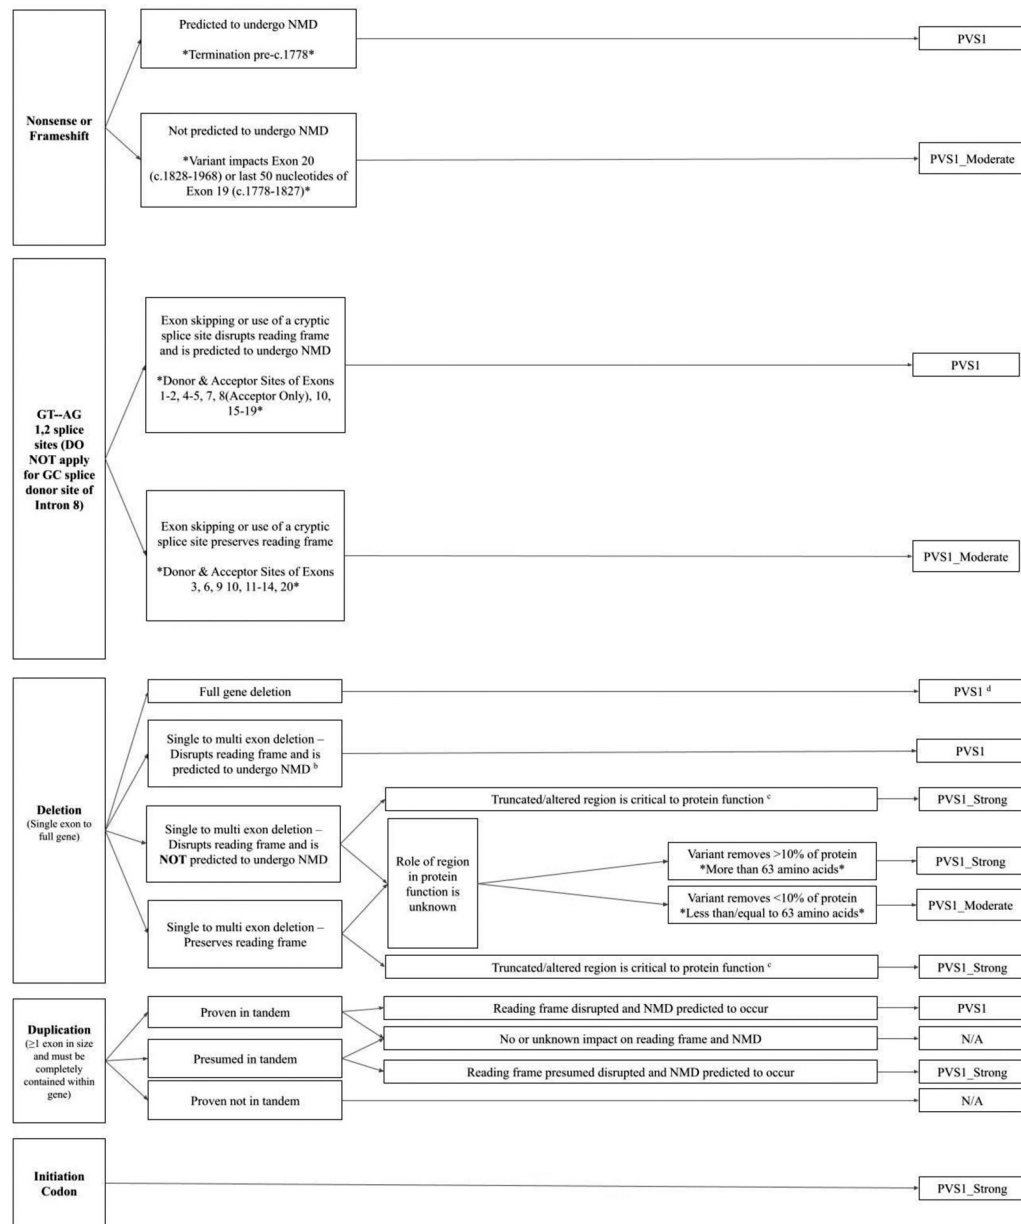 Nonsense or
Frameshift
Predicted to undergo NMD
*Termination pre-c.1778*
PVS1
Not predicted to undergo NMD
*Variant impacts Exon 20
(c.1828-1968) or last 50 nucleotides of
Exon 19 (c.1778-1827)*
PVS1_Moderate
GT--AG
1,2 splice
sites (DO
NOT apply
for GC splice
donor site of
Intron 8)
Exon skipping or use of a cryptic
splice site disrupts reading frame
and is predicted to undergo NMD
*Donor & Acceptor Sites of Exons
1-2, 4-5, 7, 8(Acceptor Only), 10,
15-19*
PVS1
Exon skipping or use of a cryptic
splice site preserves reading frame
*Donor & Acceptor Sites of Exons
3, 6, 9 10, 11-14, 20*
PVS1_Moderate
Deletion
(Single exon to
full gene)
Full gene deletion
PVS1 d
Single to multi exon deletion –
Disrupts reading frame and is
predicted to undergo NMD b
PVS1
Single to multi exon deletion –
Disrupts reading frame and is
NOT predicted to undergo NMD
Truncated/altered region is critical to protein function c
PVS1_Strong
Role of region
in protein
function is
unknown
Variant removes >10% of protein
*More than 63 amino acids*
PVS1_Strong
Variant removes <10% of protein
*Less than/equal to 63 amino acids*
PVS1_Moderate
Single to multi exon deletion –
Preserves reading frame
Truncated/altered region is critical to protein function c
PVS1_Strong
Duplication
(≥1 exon in size
and must be
completely
contained within
gene)
Proven in tandem
Reading frame disrupted and NMD predicted to occur
PVS1
No or unknown impact on reading frame and NMD
N/A
Presumed in tandem
Reading frame presumed disrupted and NMD predicted to occur
PVS1_Strong
Proven not in tandem
N/A
Initiation
Codon
PVS1_Strong